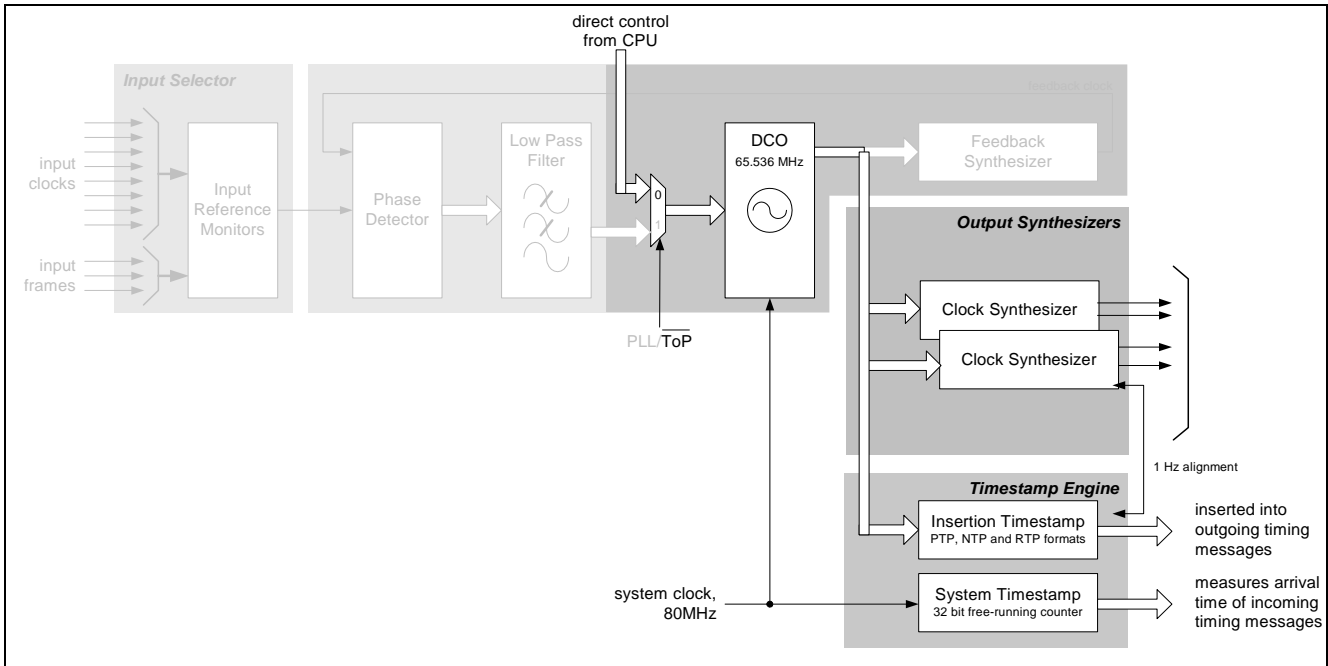 direct control
from CPU
Input Selector
feedback clock
input
clocks
input
frames
Input
Reference
Monitors
Phase
Detector
Low Pass
Filter
0
1
PLL/ToP
DCO
65.536 MHz
Feedback
Synthesizer
Output Synthesizers
Clock Synthesizer
Clock Synthesizer
1 Hz alignment
Timestamp Engine
Insertion Timestamp
PTP, NTP and RTP formats
inserted into
outgoing timing
messages
system clock,
80MHz
System Timestamp
32 bit free-running counter
measures arrival
time of incoming
timing messages